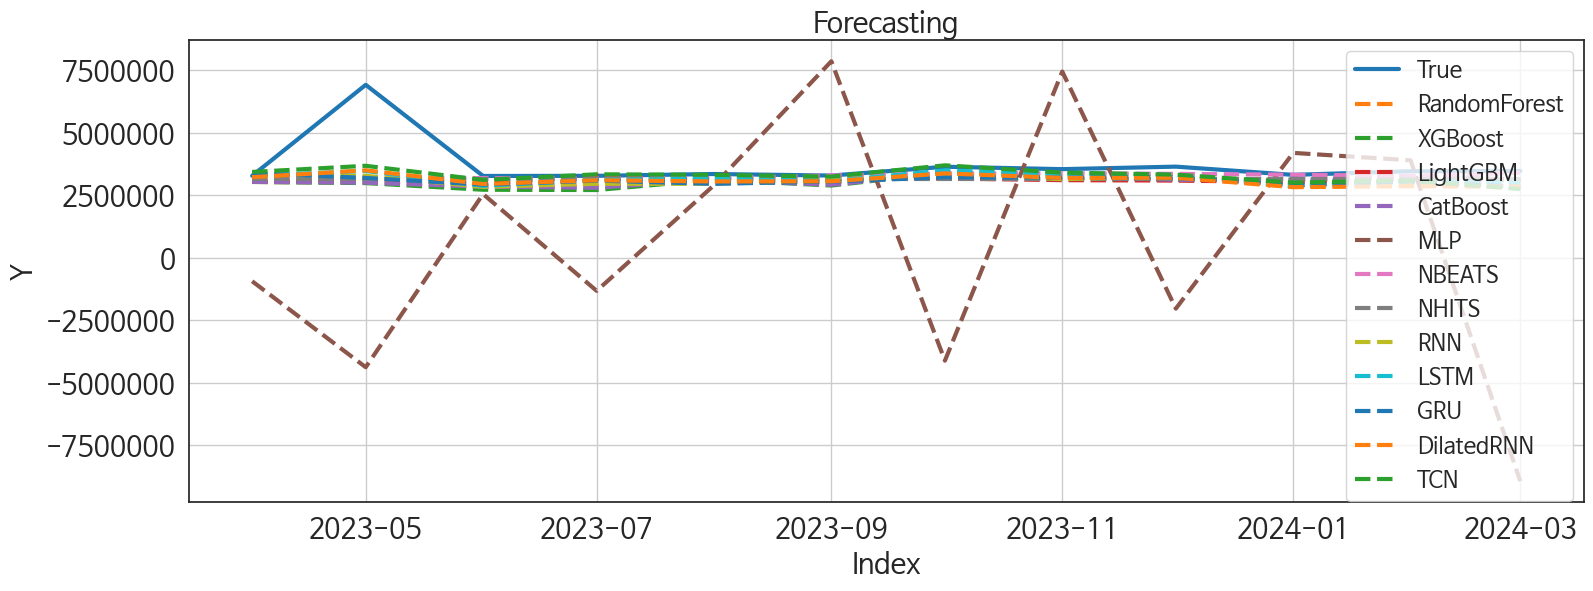 Forecasting
7500000
5000000
2500000
0
−2500000
−5000000
−7500000
Y
2023−05
2023−07
2023−09
2023−11
2024−01
2024−03
Index
True
RandomForest
XGBoost
LightGBM
CatBoost
MLP
NBEATS
NHITS
RNN
LSTM
GRU
DilatedRNN
TCN